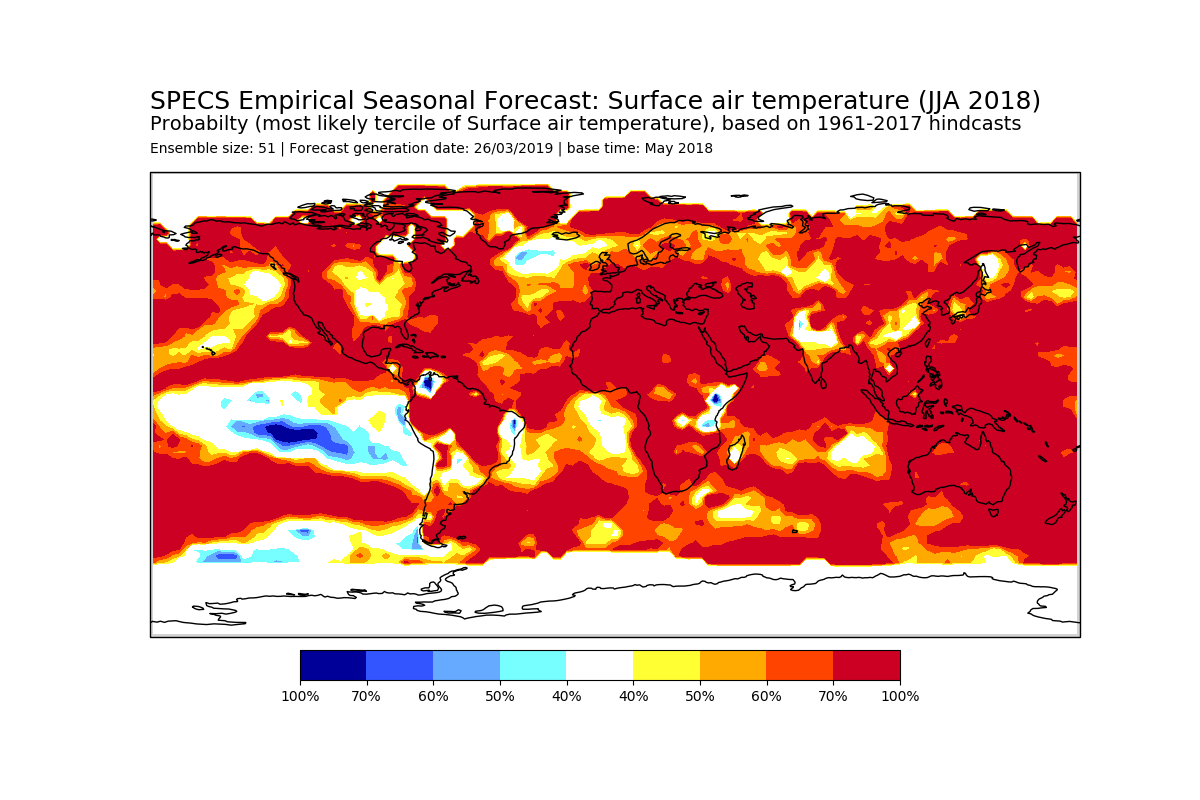 SPECS Empirical Seasonal Forecast: Surface air temperature (JJA 2018)
Probabilty (most likely tercile of Surface air temperature), based on 1961-2017 hindcasts
Ensemble size: 51 | Forecast generation date: 26/03/2019 | base time: May 2018
100% 70% 60% 50% 40% 40% 50% 60% 70% 100%